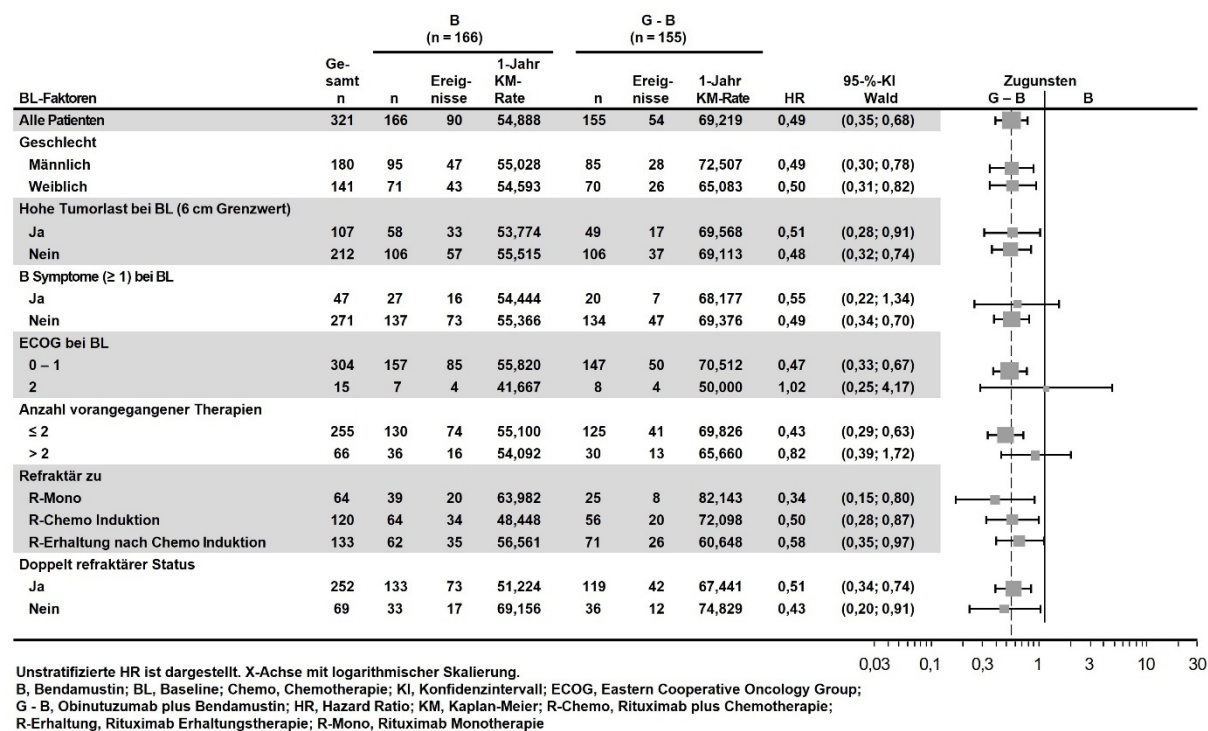 B G - B
(n = 166) (n = 155)
BL-Faktoren Ge-samt n n Ereig-nisse 1-Jahr KM-Rate n Ereig-nisse 1-Jahr KM-Rate HR 95-%-KI Wald Zugunsten G – B B
Alle Patienten 321 166 90 54,888 155 54 69,219 0,49 (0,35; 0,68)
Geschlecht
Männlich 180 95 47 55,028 85 28 72,507 0,49 (0,30; 0,78)
Weiblich 141 71 43 54,593 70 26 65,083 0,50 (0,31; 0,82)
Hohe Tumorlast bei BL (6 cm Grenzwert)
Ja 107 58 33 53,774 49 17 69,568 0,51 (0,28; 0,91)
Nein 212 106 57 55,515 106 37 69,113 0,48 (0,32; 0,74)
B Symptome (≥ 1) bei BL
Ja 47 27 16 54,444 20 7 68,177 0,55 (0,22; 1,34)
Nein 271 137 73 55,366 134 47 69,376 0,49 (0,34; 0,70)
ECOG bei BL
0 – 1 304 157 85 55,820 147 50 70,512 0,47 (0,33; 0,67)
2 15 7 4 41,667 8 4 50,000 1,02 (0,25; 4,17)
Anzahl vorangegangener Therapien
≤ 2 255 130 74 55,100 125 41 69,826 0,43 (0,29; 0,63)
> 2 66 36 16 54,092 30 13 65,660 0,82 (0,39; 1,72)
Refraktär zu
R-Mono 64 39 20 63,982 25 8 82,143 0,34 (0,15; 0,80)
R-Chemo Induktion 120 64 34 48,448 56 20 72,098 0,50 (0,28; 0,87)
R-Erhaltung nach Chemo Induktion 133 62 35 56,561 71 26 60,648 0,58 (0,35; 0,97)
Doppelt refraktärer Status
Ja 252 133 73 51,224 119 42 67,441 0,51 (0,34; 0,74)
Nein 69 33 17 69,156 36 12 74,829 0,43 (0,20; 0,91)
0,03 0,1 0,3 1 3 10 30
Unstratifizierte HR ist dargestellt. X-Achse mit logarithmischer Skalierung.
B, Bendamustin; BL, Baseline; Chemo, Chemotherapie; KI, Konfidenzintervall; ECOG, Eastern Cooperative Oncology Group;
G - B, Obinutuzumab plus Bendamustin; HR, Hazard Ratio; KM, Kaplan-Meier; R-Chemo, Rituximab plus Chemotherapie;
R-Erhaltung, Rituximab Erhaltungstherapie; R-Mono, Rituximab Monotherapie